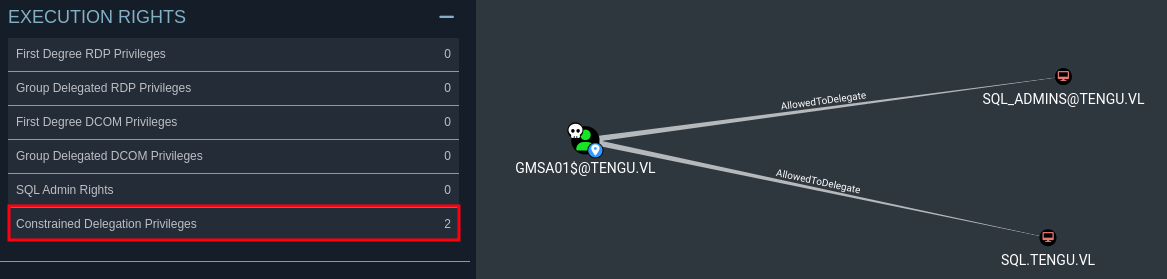 EXECUTION RIGHTS
First Degree RDP Privileges 0
Group Delegated RDP Privileges 0
First Degree DCOM Privileges 0
Group Delegated DCOM Privileges 0
SQL Admin Rights 0
Constrained Delegation Privileges 2
AllowedToDelegate
SQL_ADMINS@TENGU.VL
GMSA01$@TENGU.VL
AllowedToDelegate
SQL.TENGU.VL